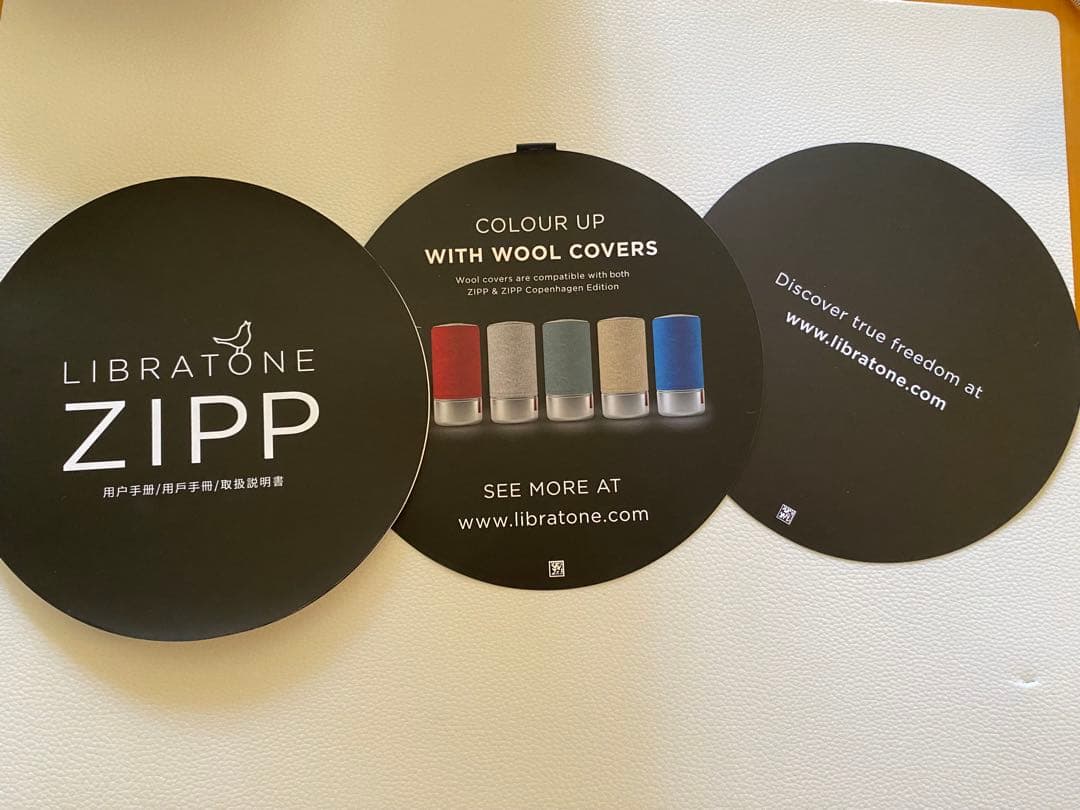 LIBRATONE
ZIPP
用户手册/用戶手冊/取扱説明書
COLOUR UP
WITH WOOL COVERS
Wool covers are compatible with both
ZIPP & ZIPP Copenhagen Edition
SEE MORE AT
www.libratone.com
Discover true freedom at
www.libratone.com